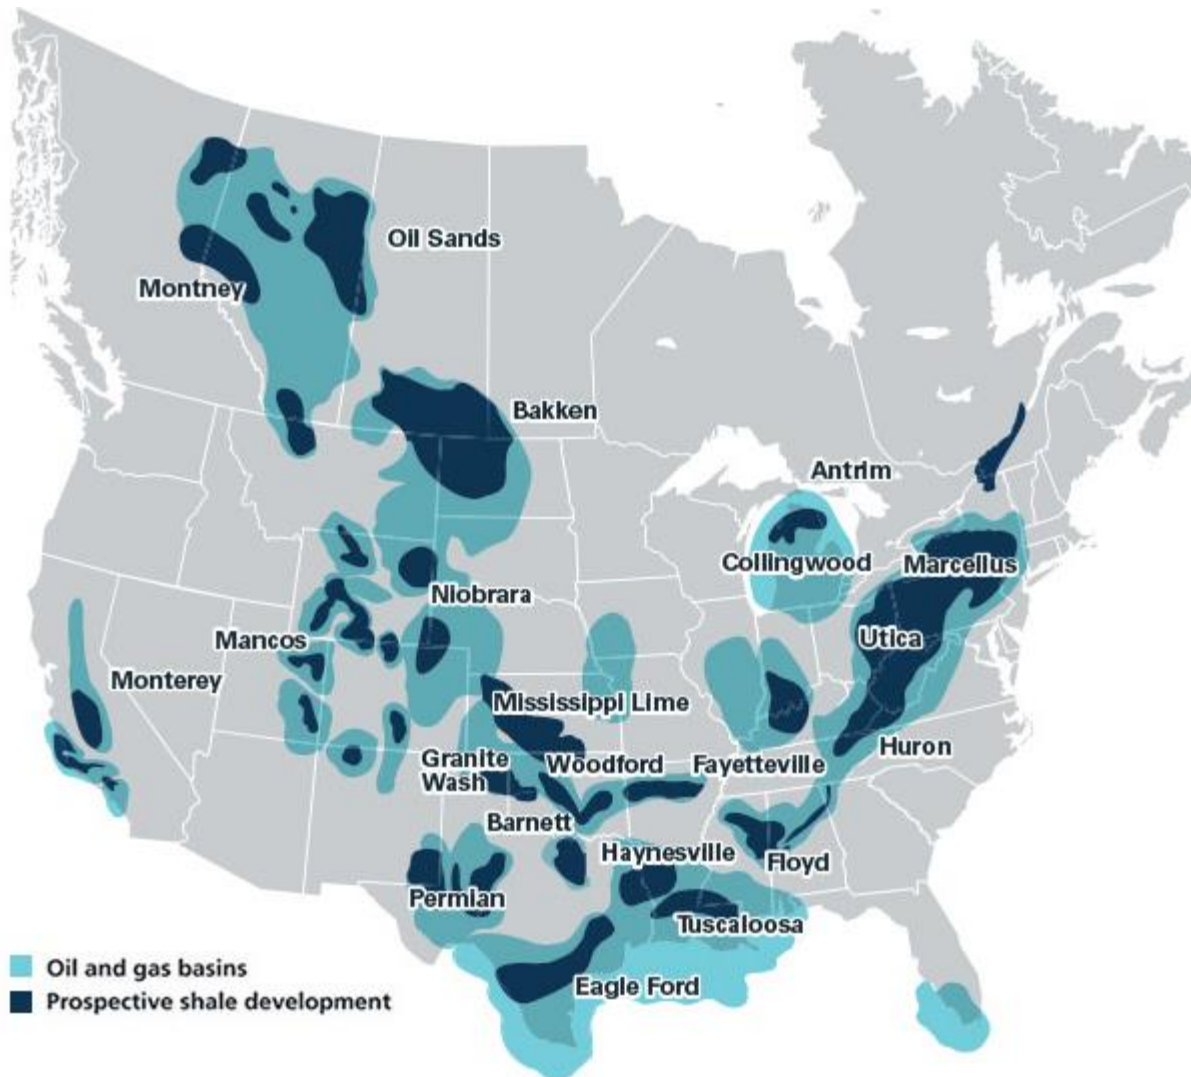 Oil Sands
Montney
Bakken
Antrim
Collingwood
Marcellus
Niobrara
Mancos
Utica
Monterey
Mississippi Lime
Huron
Granite
Wash
Woodford
Fayetteville
Barnett
Haynesville
Floyd
Permian
Tuscaloosa
Eagle Ford
Oil and gas basins
Prospective shale development